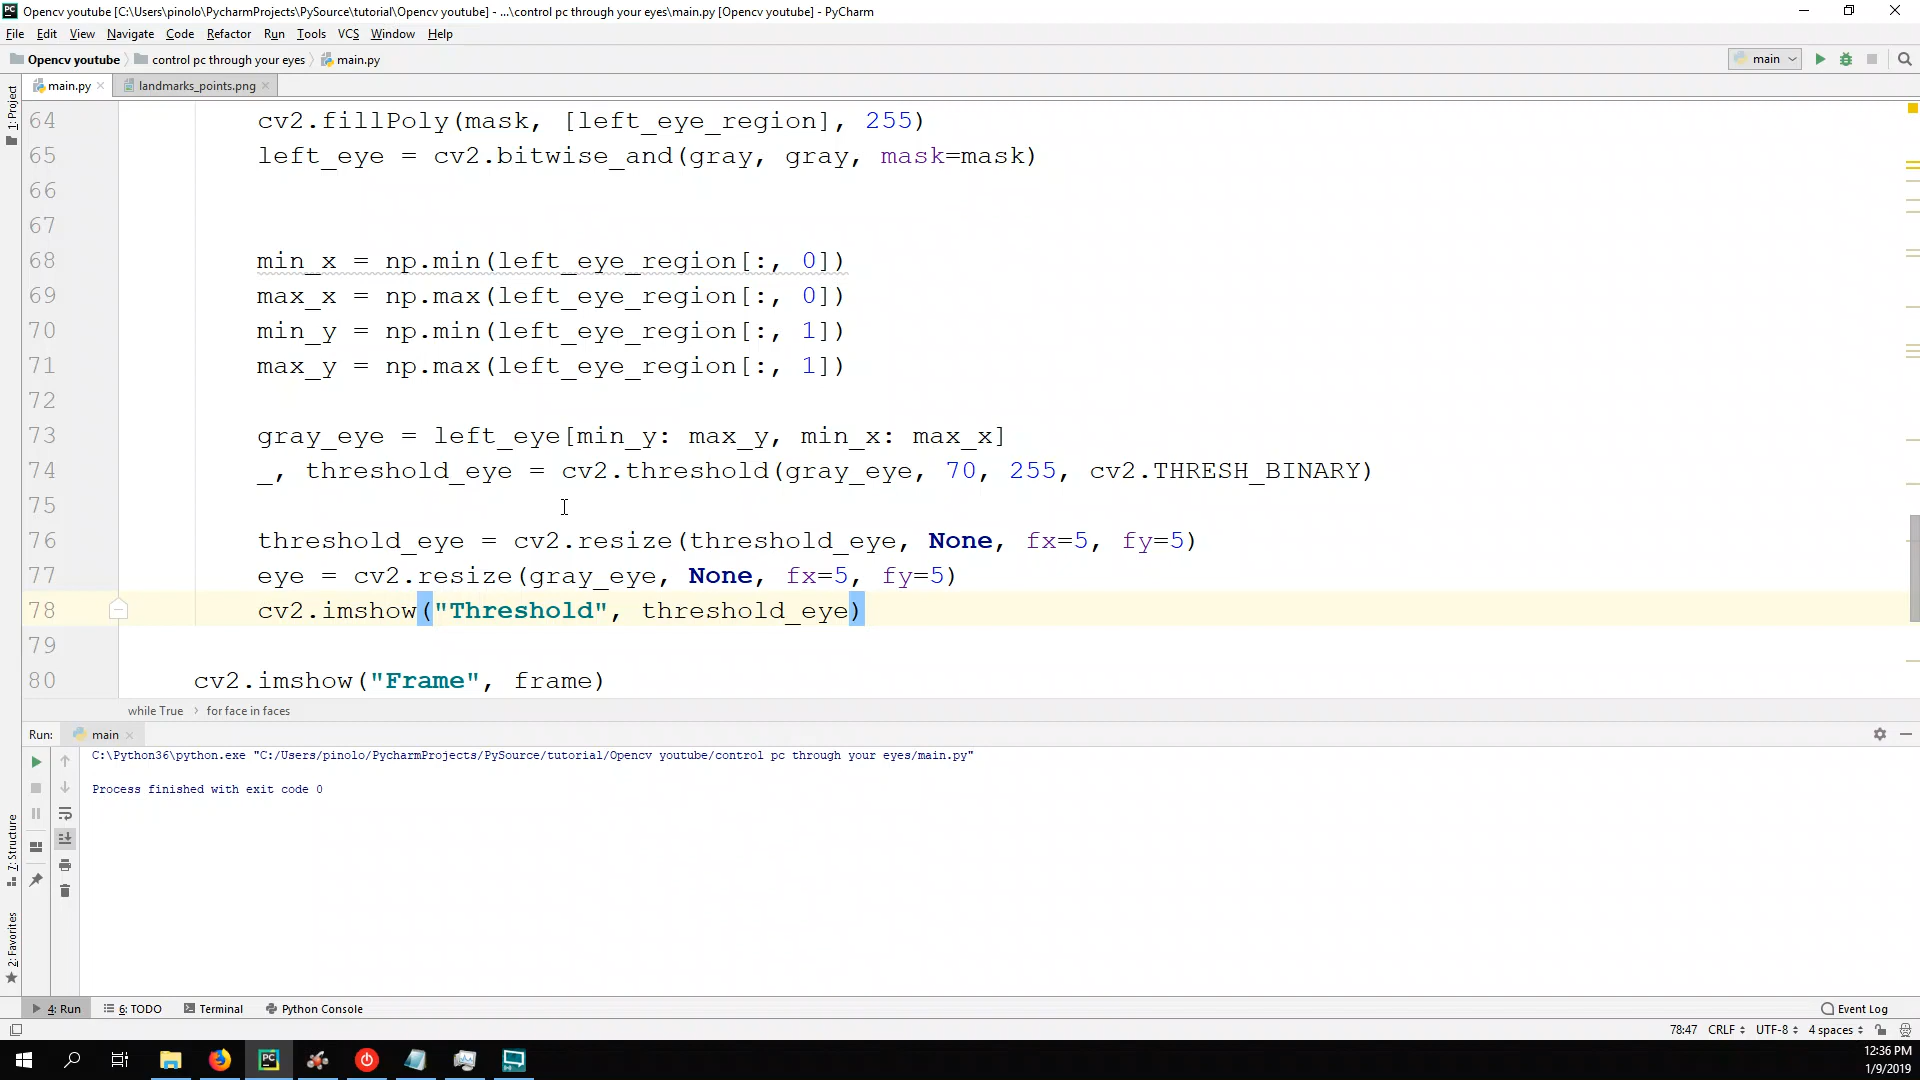 Opencv youtube [C:\Users\pinolo\PycharmProjects\PySource\tutorial\Opencv youtube] - ...\control pc through your eyes\main.py [Opencv youtube] - PyCharm
File Edit View Navigate Code Refactor Run Tools VCS Window Help
Opencv youtube control pc through your eyes main.py main
main.py landmarks_points.png
1: Project
64 cv2.fillPoly(mask, [left_eye_region], 255)
65 left_eye = cv2.bitwise_and(gray, gray, mask=mask)
66
67
68 min_x = np.min(left_eye_region[:, 0])
69 max_x = np.max(left_eye_region[:, 0])
70 min_y = np.min(left_eye_region[:, 1])
71 max_y = np.max(left_eye_region[:, 1])
72
73 gray_eye = left_eye[min_y: max_y, min_x: max_x]
74 _, threshold_eye = cv2.threshold(gray_eye, 70, 255, cv2.THRESH_BINARY)
75
76 threshold_eye = cv2.resize(threshold_eye, None, fx=5, fy=5)
77 eye = cv2.resize(gray_eye, None, fx=5, fy=5)
78 cv2.imshow("Threshold", threshold_eye)
79
80 cv2.imshow("Frame", frame)
while True for face in faces
Run: main
C:\Python36\python.exe "C:/Users/pinolo/PycharmProjects/PySource/tutorial/Opencv youtube/control pc through your eyes/main.py"
Process finished with exit code 0
7: Structure
2: Favorites
4: Run 6: TODO Terminal Python Console Event Log
78:47 CRLF UTF-8 4 spaces
12:36 PM
1/9/2019